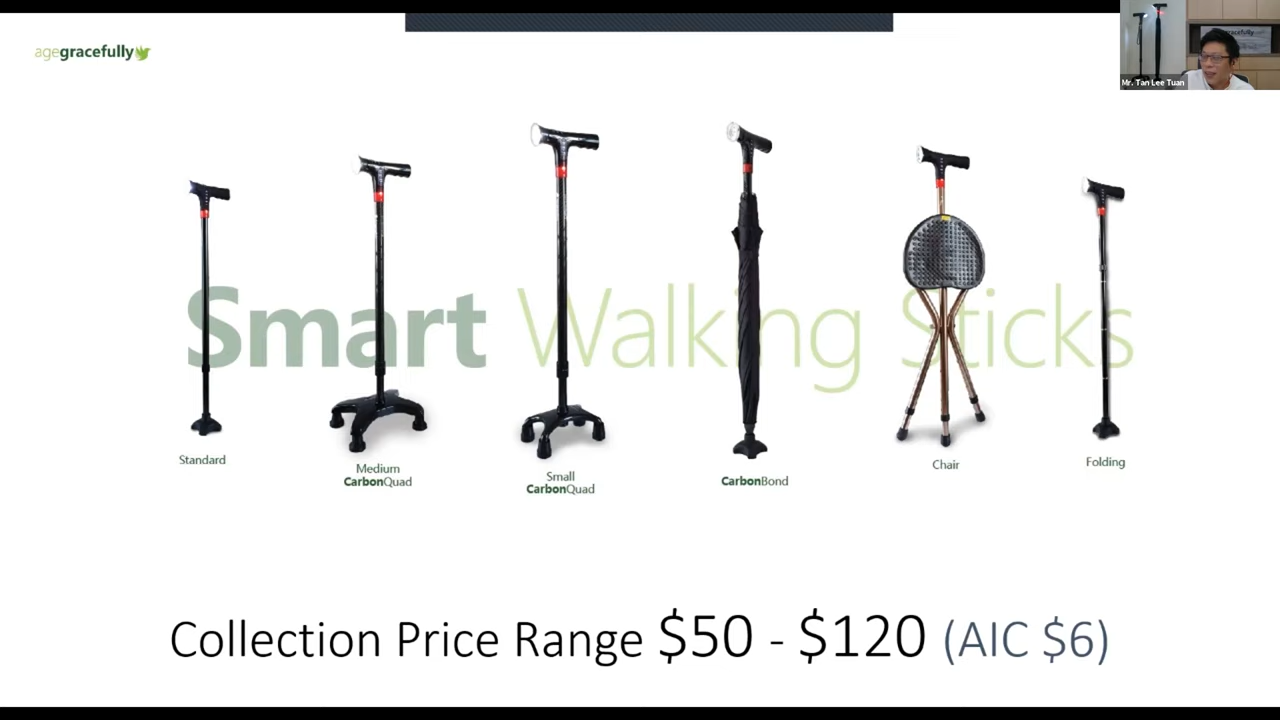 agegracefully
Mr. Tan Lee Tuan
Smart Walking Sticks
Standard
Medium
CarbonQuad
Small
CarbonQuad
CarbonBond
Chair
Folding
Collection Price Range $50 - $120 (AIC $6)